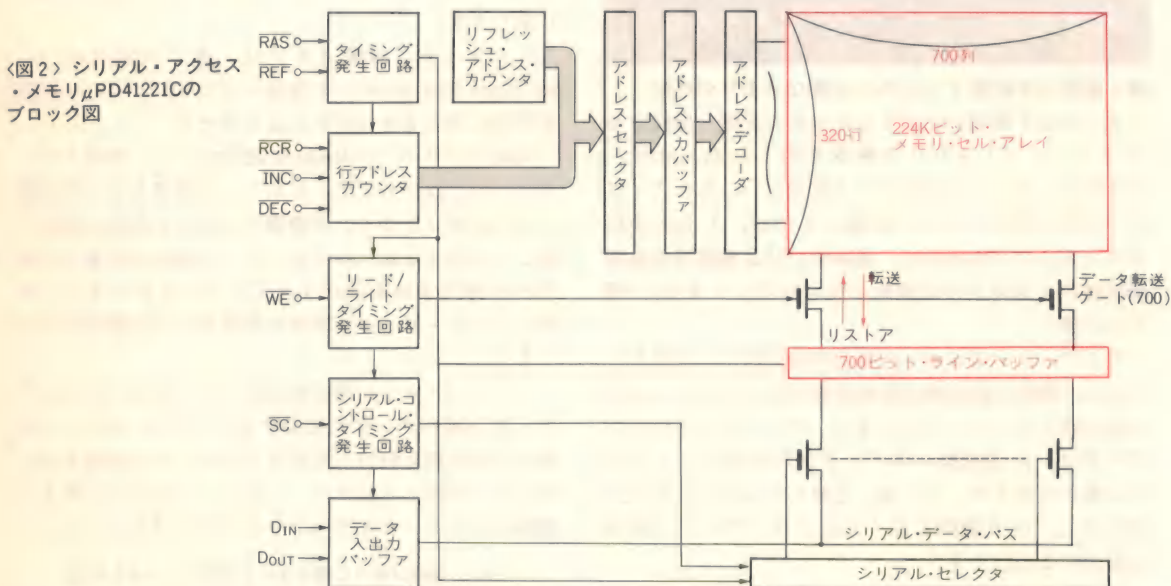 〈図2〉シリアル・アクセス
・メモリμPD41221Cの
ブロック図
RAS
REF
タイミング
発生回路
リフレッ
シュ・
アドレス・
カウンタ
RCR
INC
DEC
行アドレス
カウンタ
アドレス・セレクタ
アドレス入力バッファ
アドレス・デコーダ
700列
320行
224Kビット・
メモリ・セル・アレイ
WE
リード/
ライト・
タイミング
発生回路
転送
リストア
データ転送
ゲート(700)
700ビット・ライン・バッファ
SC
シリアル・コ
ントロール・
タイミング
発生回路
DIN
DOUT
データ
入出力
バッファ
シリアル・データ・バス
シリアル・セレクタ